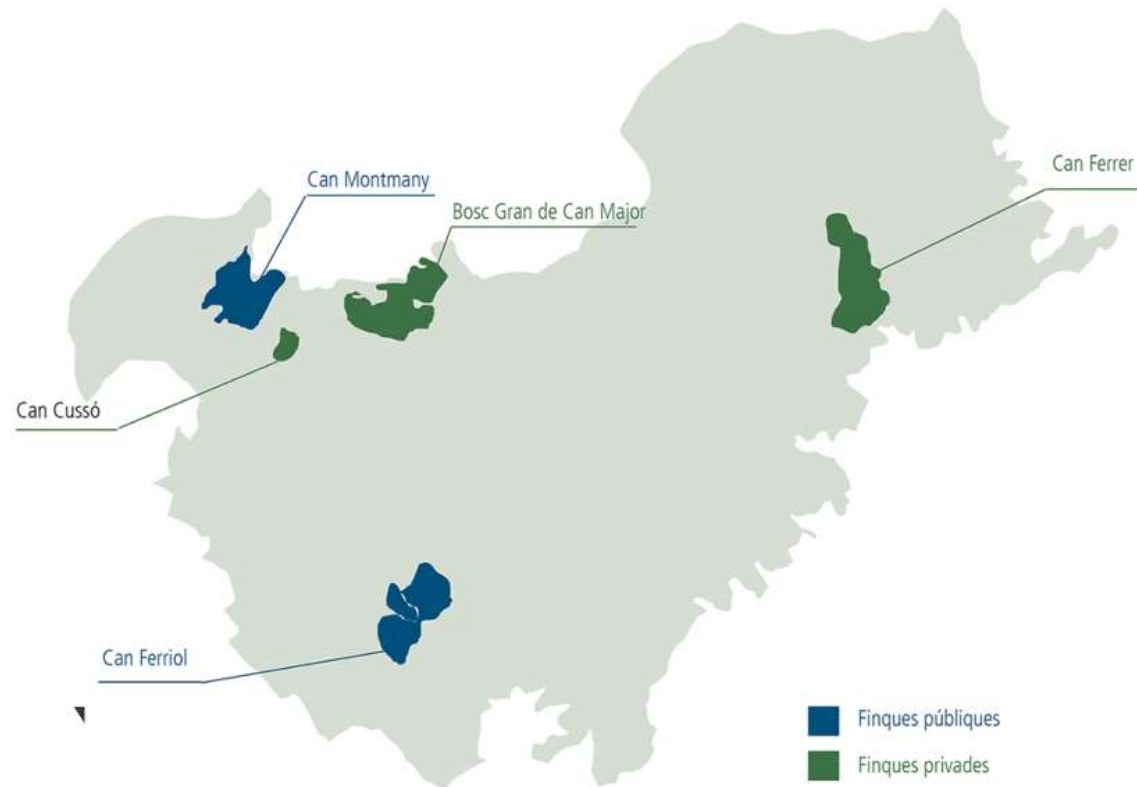 Can Ferrer
Can Montmany
Bosc Gran de Can Major
Can Cussó
Can Ferriol
Finques públiques
Finques privades